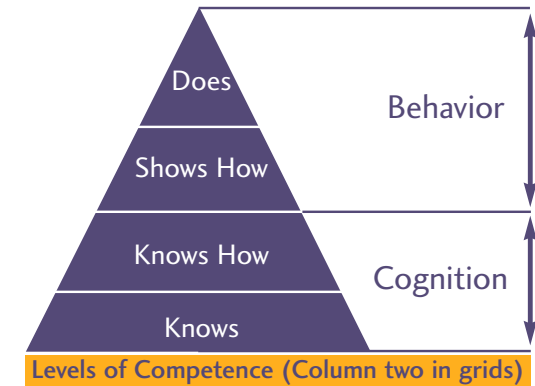 Does
Behavior
Shows How
Knows How
Cognition
Knows
Levels of Competence (Column two in grids)